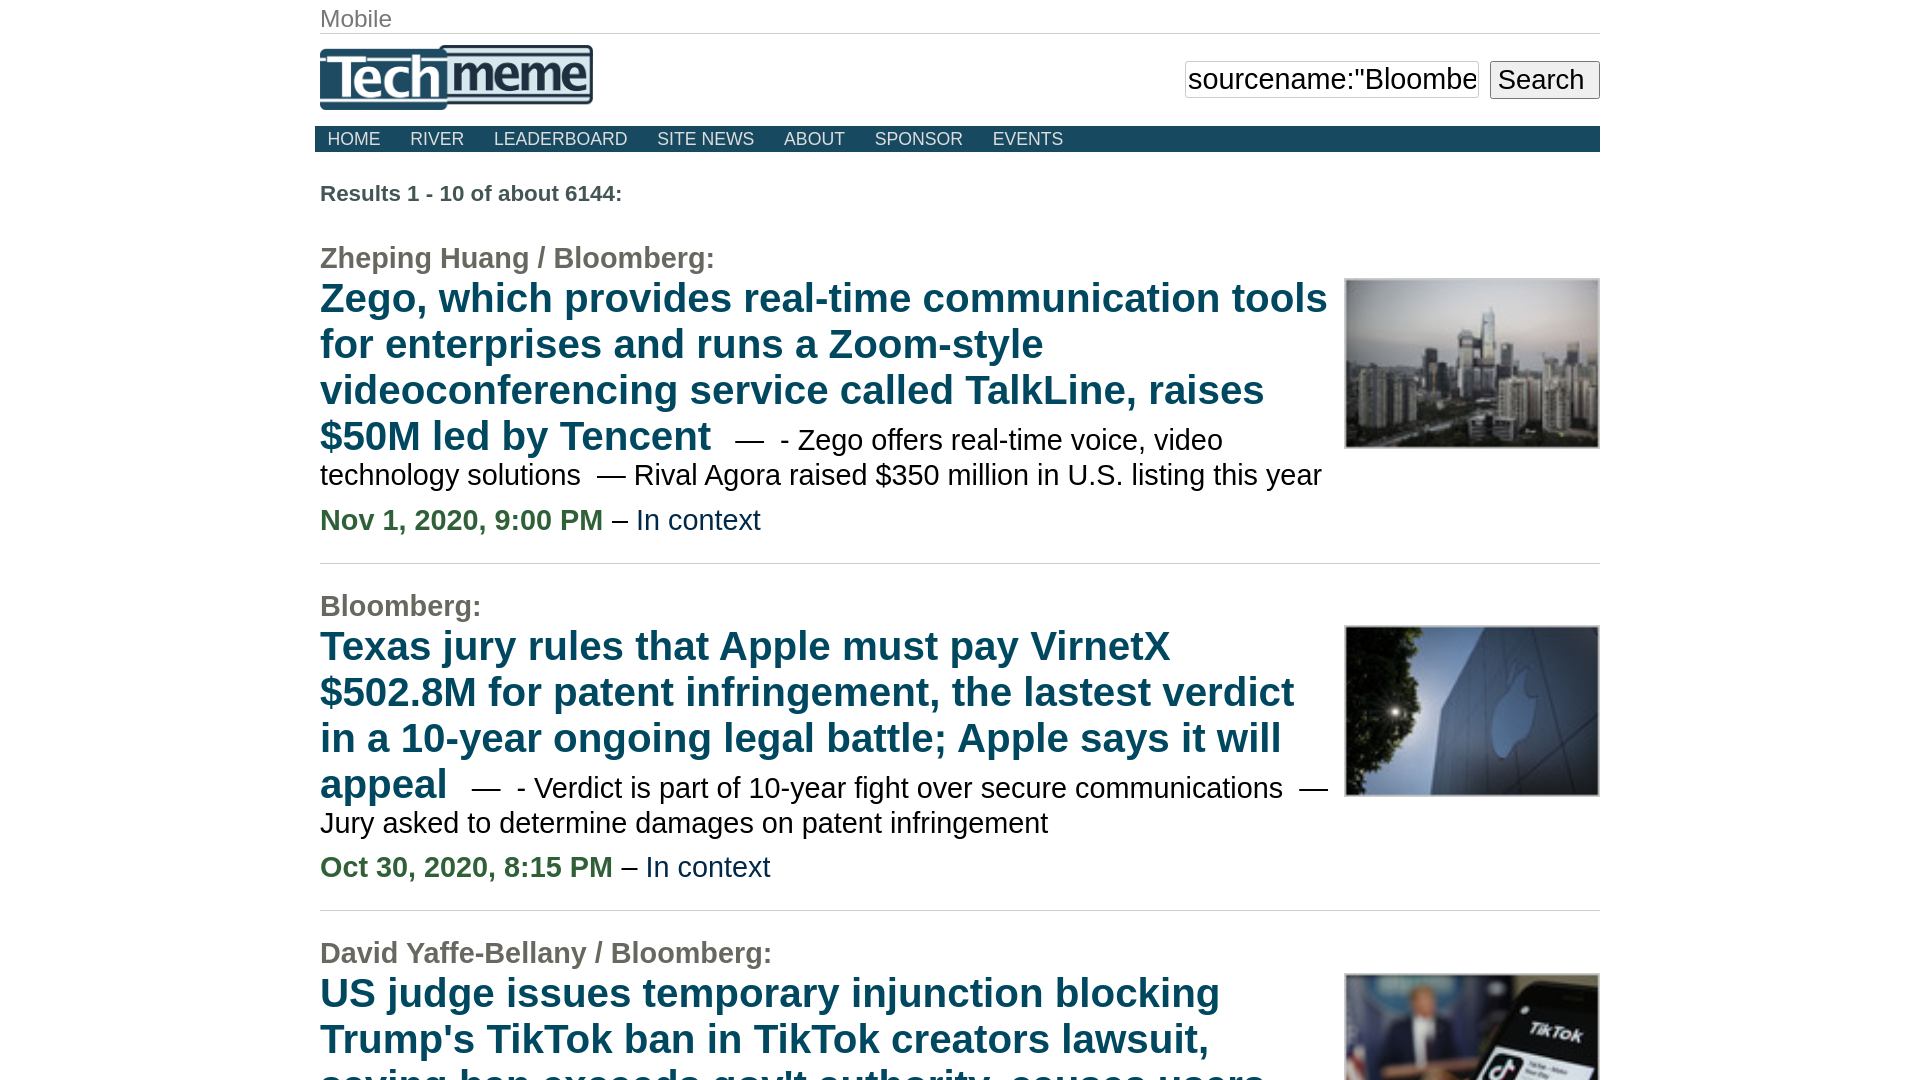 Mobile
Techmeme
sourcename:"Bloombe
Search
HOME RIVER LEADERBOARD SITE NEWS ABOUT SPONSOR EVENTS
Results 1 - 10 of about 6144:
Zheping Huang / Bloomberg:
Zego, which provides real-time communication tools
for enterprises and runs a Zoom-style
videoconferencing service called TalkLine, raises
$50M led by Tencent — - Zego offers real-time voice, video
technology solutions — Rival Agora raised $350 million in U.S. listing this year
Nov 1, 2020, 9:00 PM – In context
Bloomberg:
Texas jury rules that Apple must pay VirnetX
$502.8M for patent infringement, the lastest verdict
in a 10-year ongoing legal battle; Apple says it will
appeal — - Verdict is part of 10-year fight over secure communications —
Jury asked to determine damages on patent infringement
Oct 30, 2020, 8:15 PM – In context
David Yaffe-Bellany / Bloomberg:
US judge issues temporary injunction blocking
Trump's TikTok ban in TikTok creators lawsuit,
saying ban exceeds gov't authority, causes users
TikTok